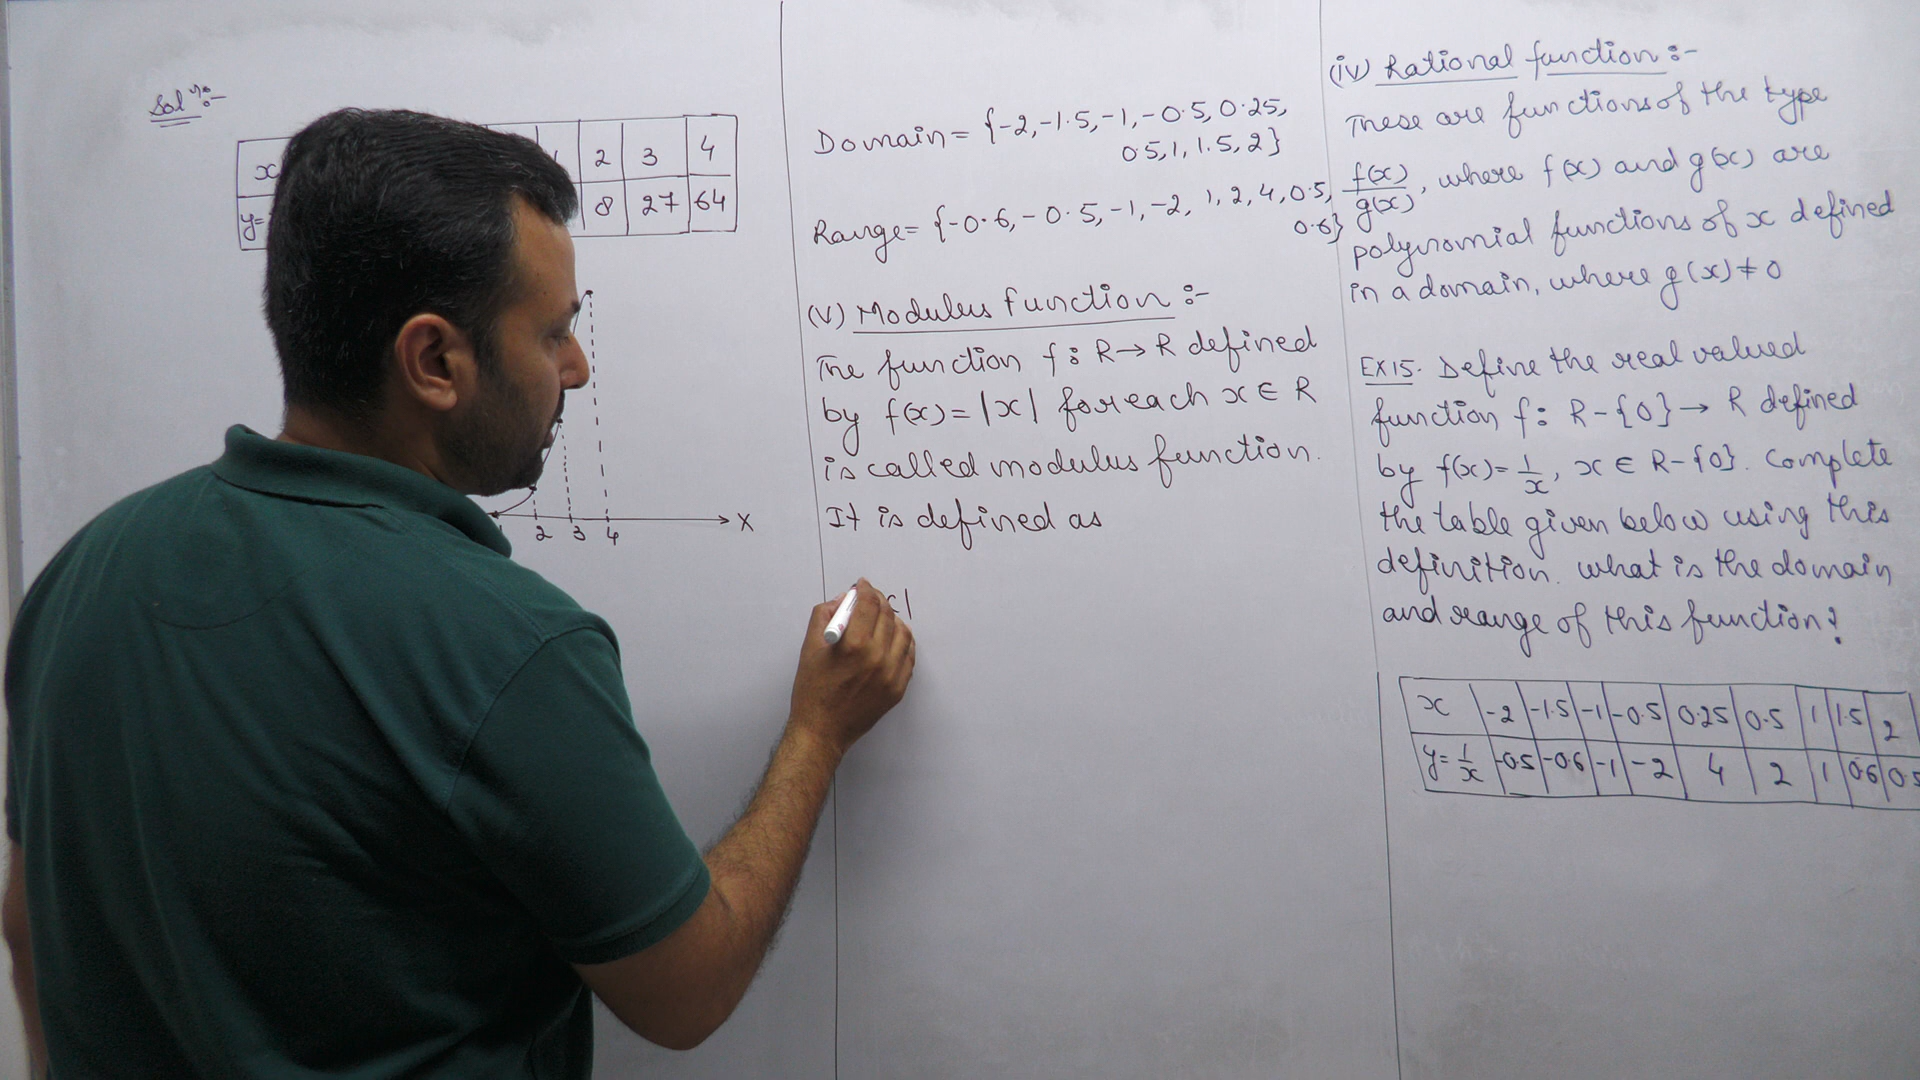 Solⁿ:-
x 2 3 4
y= 8 27 64
2 3 4 X
Domain = {-2, -1.5, -1, -0.5, 0.25,
0.5, 1, 1.5, 2}
Range = {-0.6, -0.5, -1, -2, 1, 2, 4, 0.5,
0.6}
(v) Modulus function :-
The function f : R → R defined
by f(x) = |x| for each x ∈ R
is called modulus function.
It is defined as
(iv) Rational function :-
These are functions of the type
f(x)/g(x), where f(x) and g(x) are
polynomial functions of x defined
in a domain, where g(x) ≠ 0
EX15. Define the real valued
function f : R-{0} → R defined
by f(x) = 1/x, x ∈ R-{0}. Complete
the table given below using this
definition. what is the domain
and range of this function?
x -2 -1.5 -1 -0.5 0.25 0.5 1 1.5 2
y = 1/x -0.5 -0.6 -1 -2 4 2 1 0.6 0.5